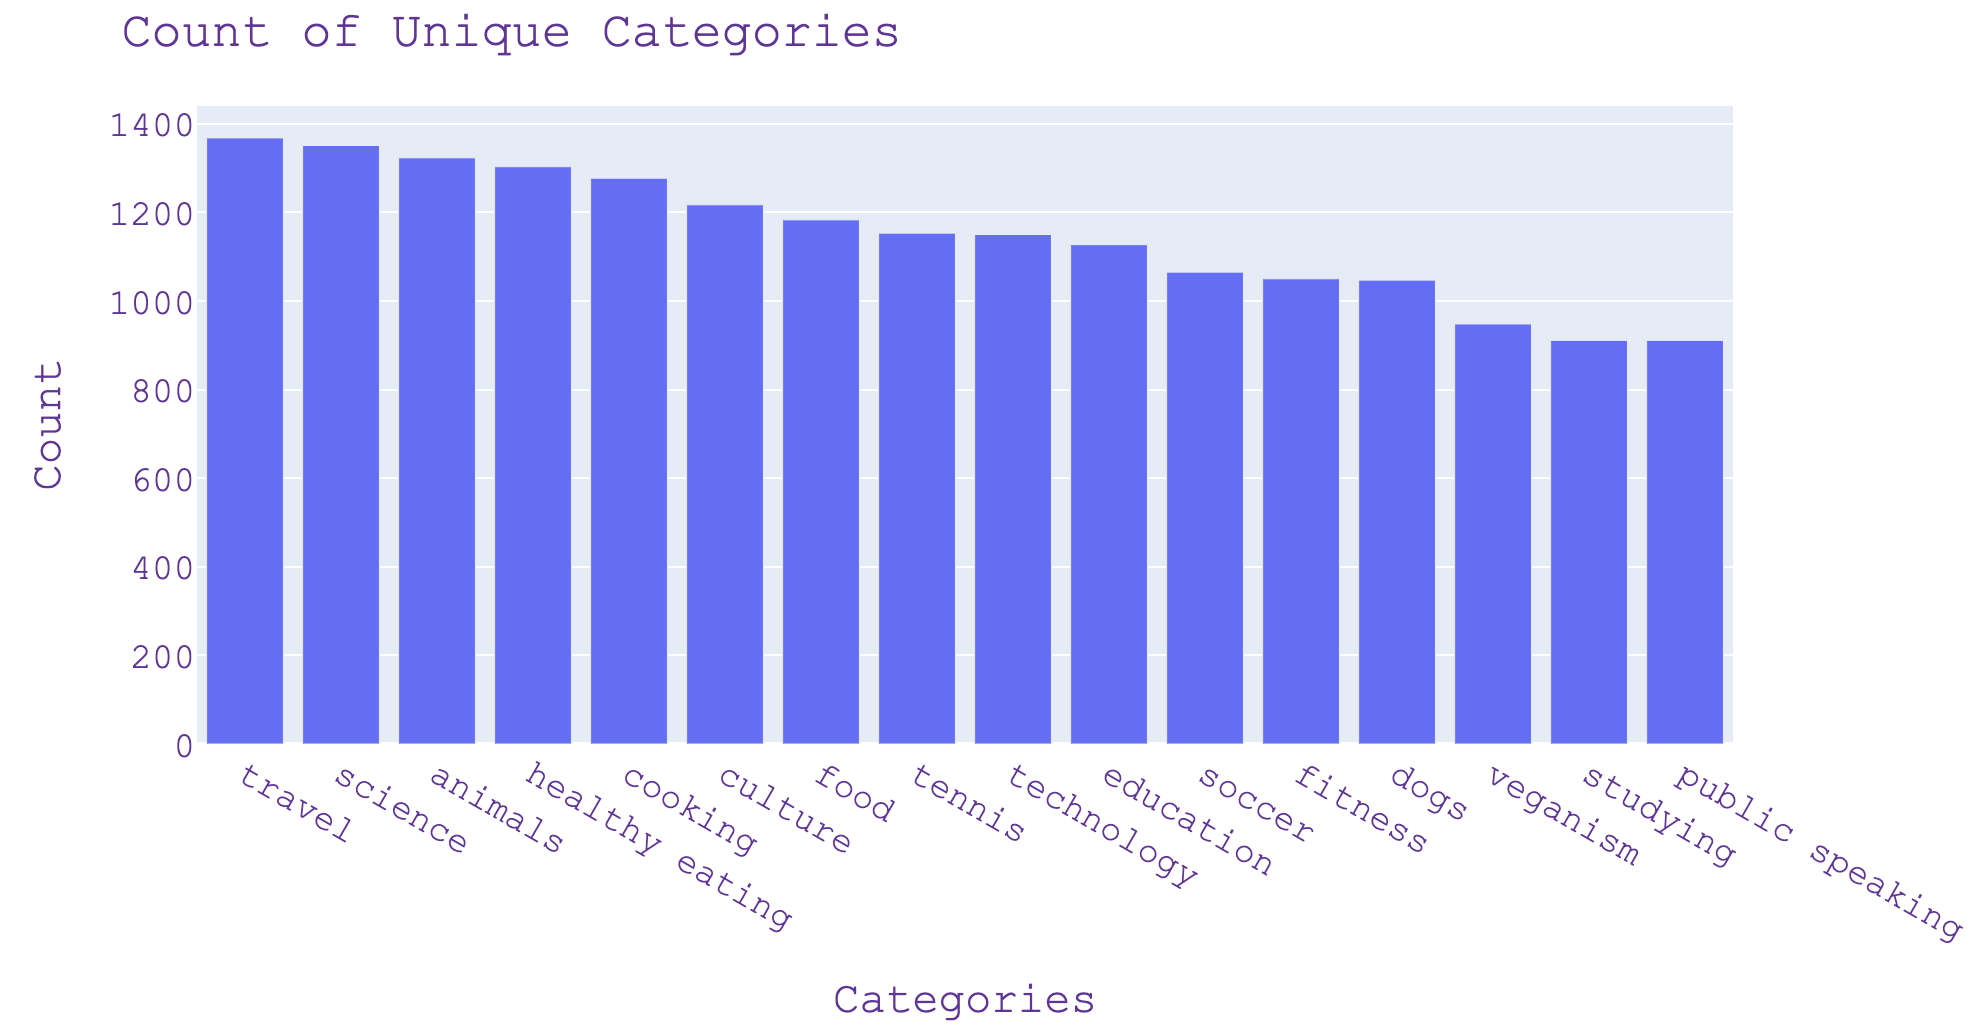 Count of Unique Categories
1400
1200
1000
800
600
400
200
0
Count
travel
science
animals
healthy eating
cooking
culture
food
tennis
technology
education
soccer
fitness
dogs
veganism
studying
public speaking
Categories